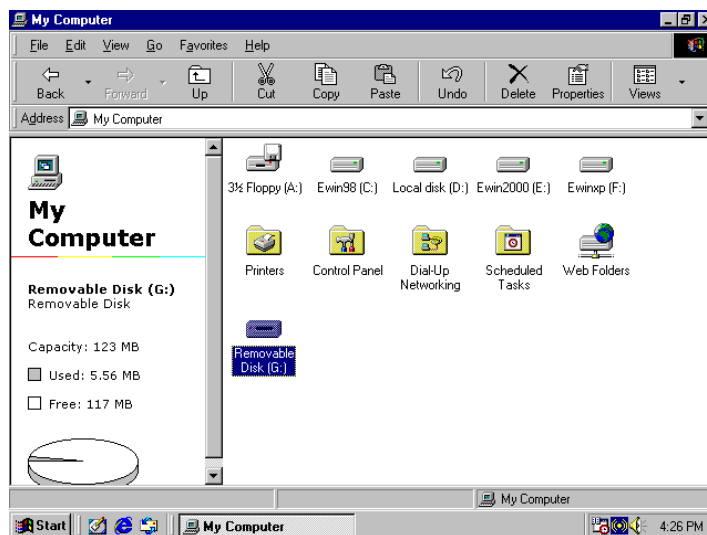 My Computer
File Edit View Go Favorites Help
Back Forward Up Cut Copy Paste Undo Delete Properties Views
Address My Computer
My
Computer
Removable Disk (G:)
Removable Disk
Capacity: 123 MB
Used: 5.56 MB
Free: 117 MB
3½ Floppy (A:) Ewin98 (C:) Local disk (D:) Ewin2000 (E:) Ewinxp (F:)
Printers Control Panel Dial-Up Scheduled Web Folders
Networking Tasks
Removable
Disk (G:)
My Computer
Start My Computer 4:26 PM